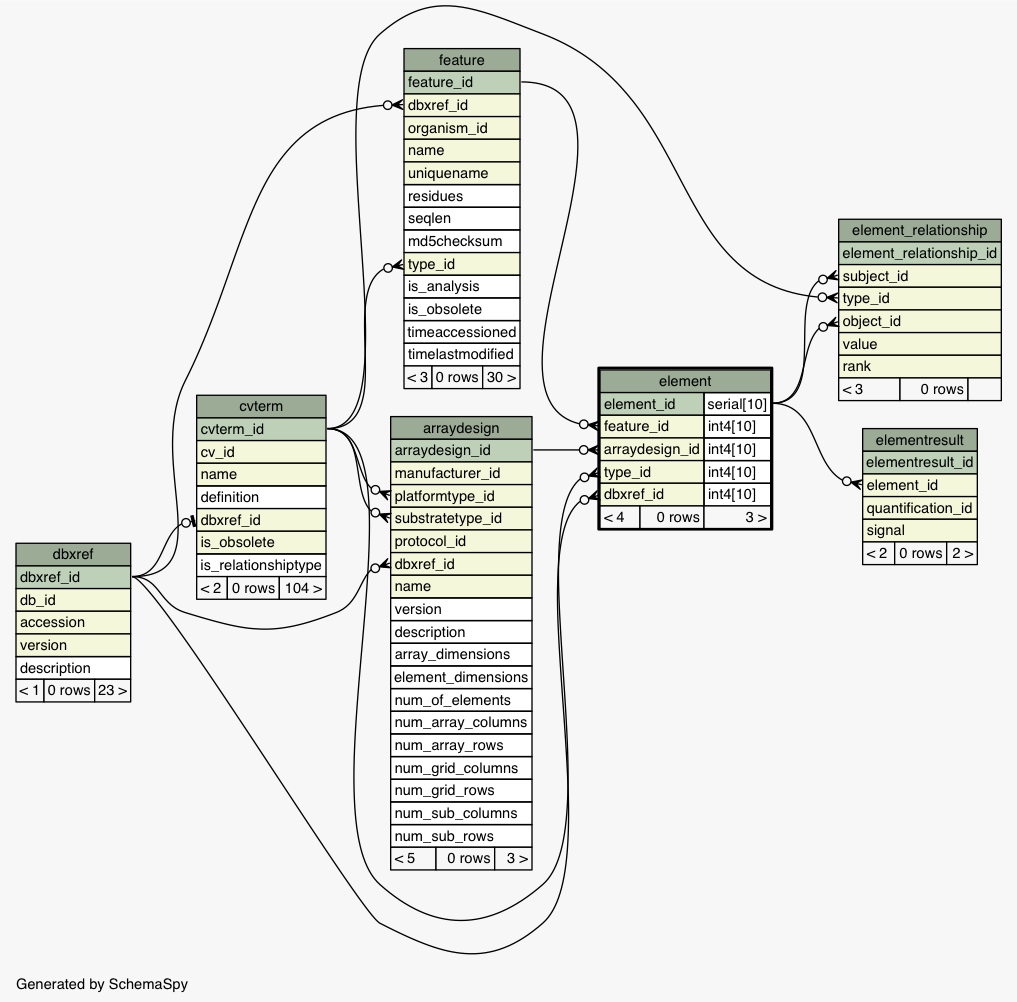 feature
feature_id
dbxref_id
organism_id
name
uniquename
residues
seqlen
md5checksum
type_id
is_analysis
is_obsolete
timeaccessioned
timelastmodified
< 3 0 rows 30 >
element_relationship
element_relationship_id
subject_id
type_id
object_id
value
rank
< 3 0 rows
element
element_id serial[10]
feature_id int4[10]
arraydesign_id int4[10]
type_id int4[10]
dbxref_id int4[10]
< 4 0 rows 3 >
cvterm
cvterm_id
cv_id
name
definition
dbxref_id
is_obsolete
is_relationshiptype
< 2 0 rows 104 >
arraydesign
arraydesign_id
manufacturer_id
platformtype_id
substratetype_id
protocol_id
dbxref_id
name
version
description
array_dimensions
element_dimensions
num_of_elements
num_array_columns
num_array_rows
num_grid_columns
num_grid_rows
num_sub_columns
num_sub_rows
< 5 0 rows 3 >
elementresult
elementresult_id
element_id
quantification_id
signal
< 2 0 rows 2 >
dbxref
dbxref_id
db_id
accession
version
description
< 1 0 rows 23 >
Generated by SchemaSpy